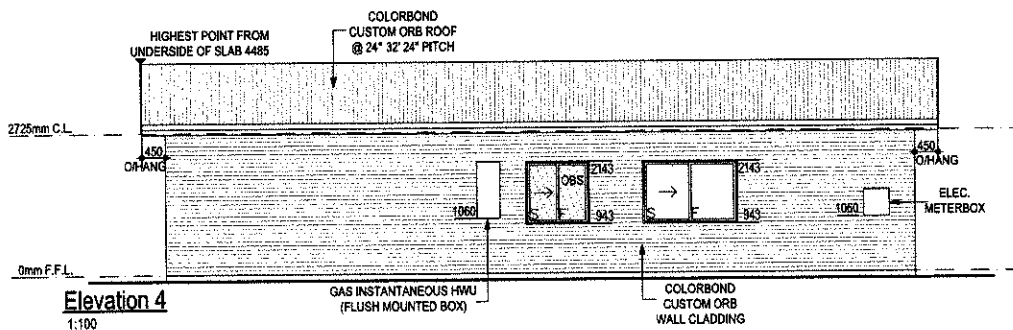 COLORBOND
CUSTOM ORB ROOF
@ 24° 32' 24" PITCH
HIGHEST POINT FROM
UNDERSIDE OF SLAB 4485
2725mm C.L.
450
O/HANG
450
O/HANG
OBS
2143
2143
1060
S F
943
S F
943
1060
ELEC.
METERBOX
0mm F.F.L.
Elevation 4
1:100
GAS INSTANTANEOUS HWU
(FLUSH MOUNTED BOX)
COLORBOND
CUSTOM ORB
WALL CLADDING